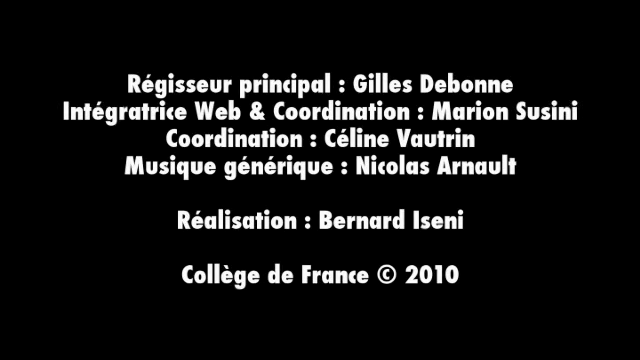 Régisseur principal : Gilles Debonne
Intégratrice Web & Coordination : Marion Susini
Coordination : Céline Vautrin
Musique générique : Nicolas Arnault
Réalisation : Bernard Iseni
Collège de France © 2010